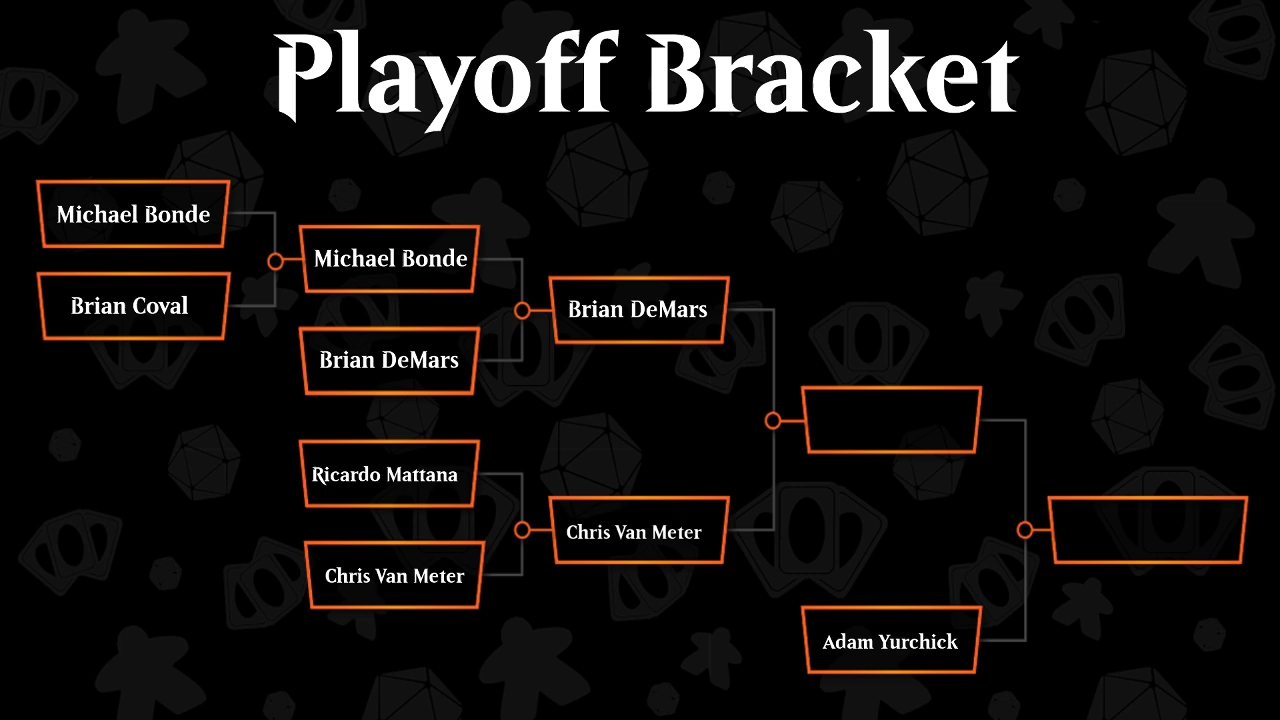 Playoff Bracket
Michael Bonde
Brian Coval
Michael Bonde
Brian DeMars
Ricardo Mattana
Chris Van Meter
Brian DeMars
Chris Van Meter
Adam Yurchick